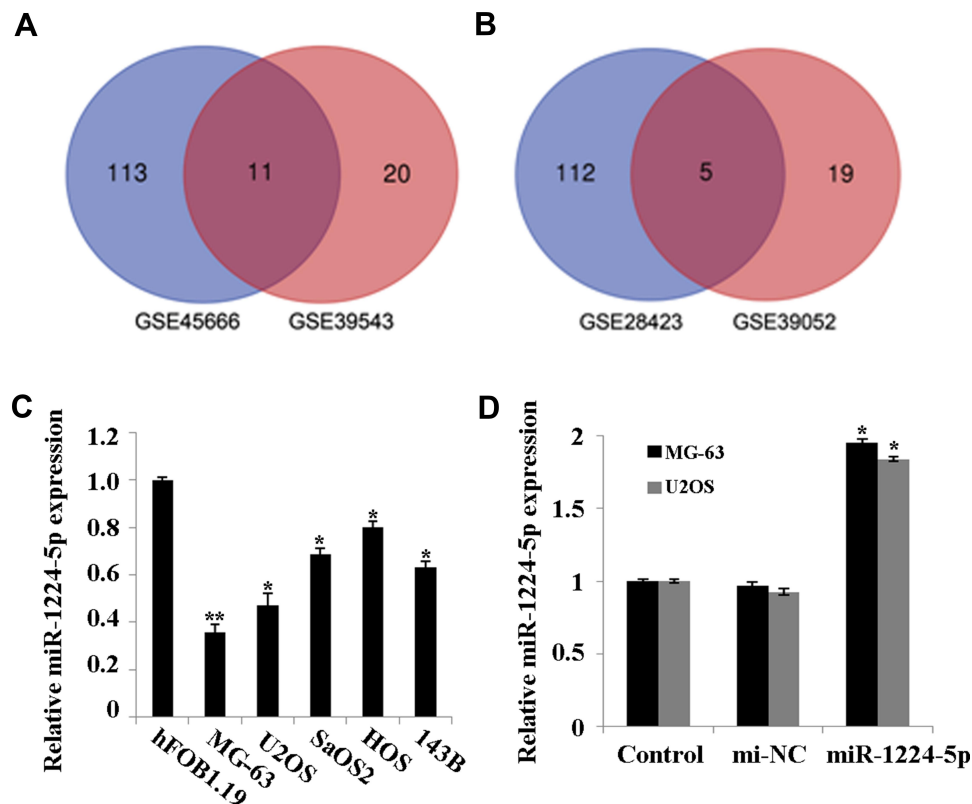 A
113
11
20
GSE45666
GSE39543
B
112
5
19
GSE28423
GSE39052
C
Relative miR-1224-5p expression
1.2
1.0
0.8
0.6
0.4
0.2
0
**
*
*
*
*
hFOB1.19
MG-63
U2OS
SaOS2
HOS
143B
D
Relative miR-1224-5p expression
2
1.5
1
0.5
0
MG-63
U2OS
*
*
Control
mi-NC
miR-1224-5p